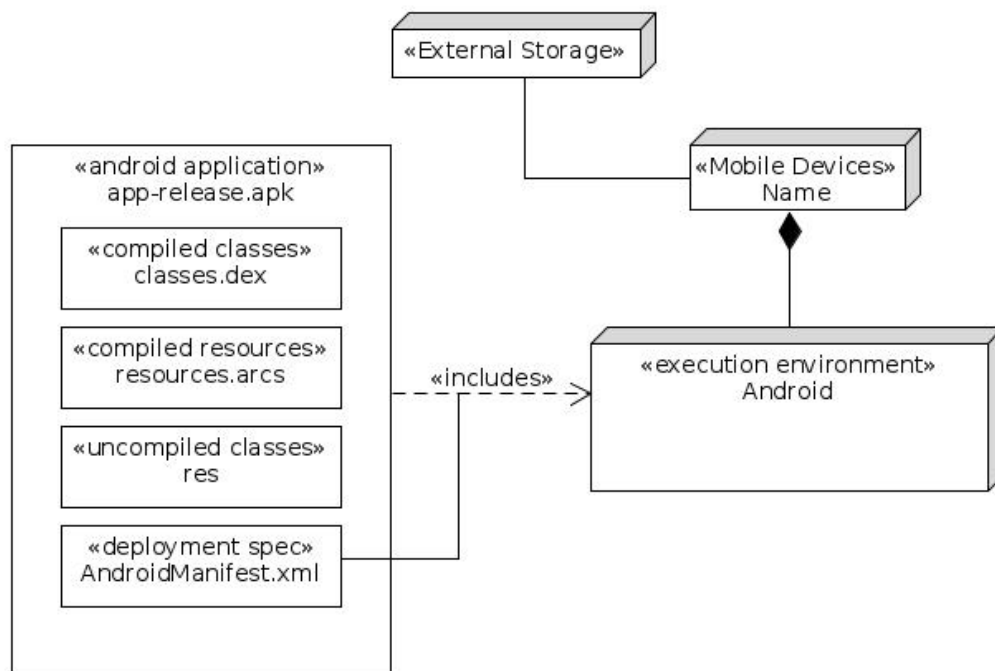 «External Storage»
«Mobile Devices»
Name
«android application»
app-release.apk
«compiled classes»
classes.dex
«compiled resources»
resources.arcs
«uncompiled classes»
res
«deployment spec»
AndroidManifest.xml
«includes»
«execution environment»
Android